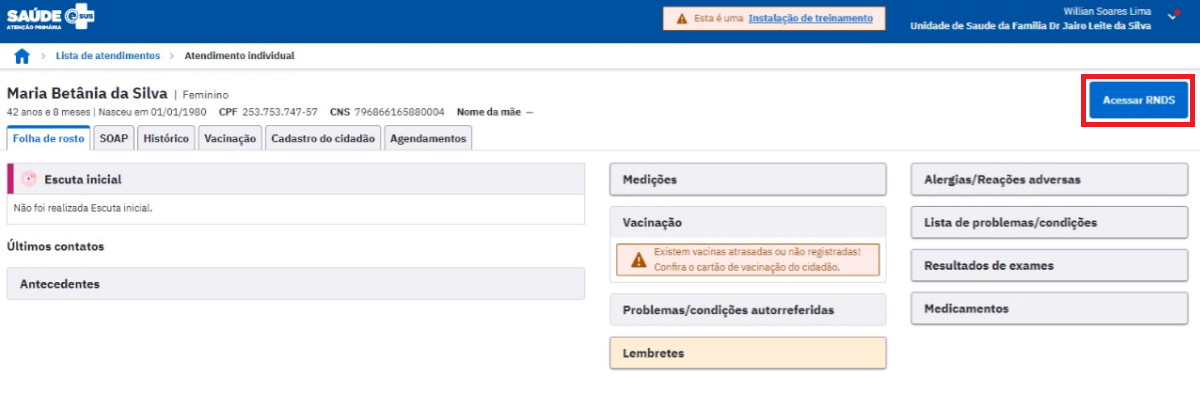 SAÚDE e-SUS
ATENÇÃO PRIMÁRIA
Esta é uma Instalação de treinamento
Willian Soares Lima
Unidade de Saude da Familia Dr Jairo Leite da Silva
Lista de atendimentos > Atendimento individual
Maria Betânia da Silva | Feminino
42 anos e 8 meses | Nasceu em 01/01/1980 CPF 253.753.747-57 CNS 796866165880004 Nome da mãe —
Acessar RNDS
Folha de rosto SOAP Histórico Vacinação Cadastro do cidadão Agendamentos
Escuta inicial
Não foi realizada Escuta inicial.
Últimos contatos
Antecedentes
Medições
Vacinação
Existem vacinas atrasadas ou não registradas!
Confira o cartão de vacinação do cidadão.
Problemas/condições autorreferidas
Lembretes
Alergias/Reações adversas
Lista de problemas/condições
Resultados de exames
Medicamentos